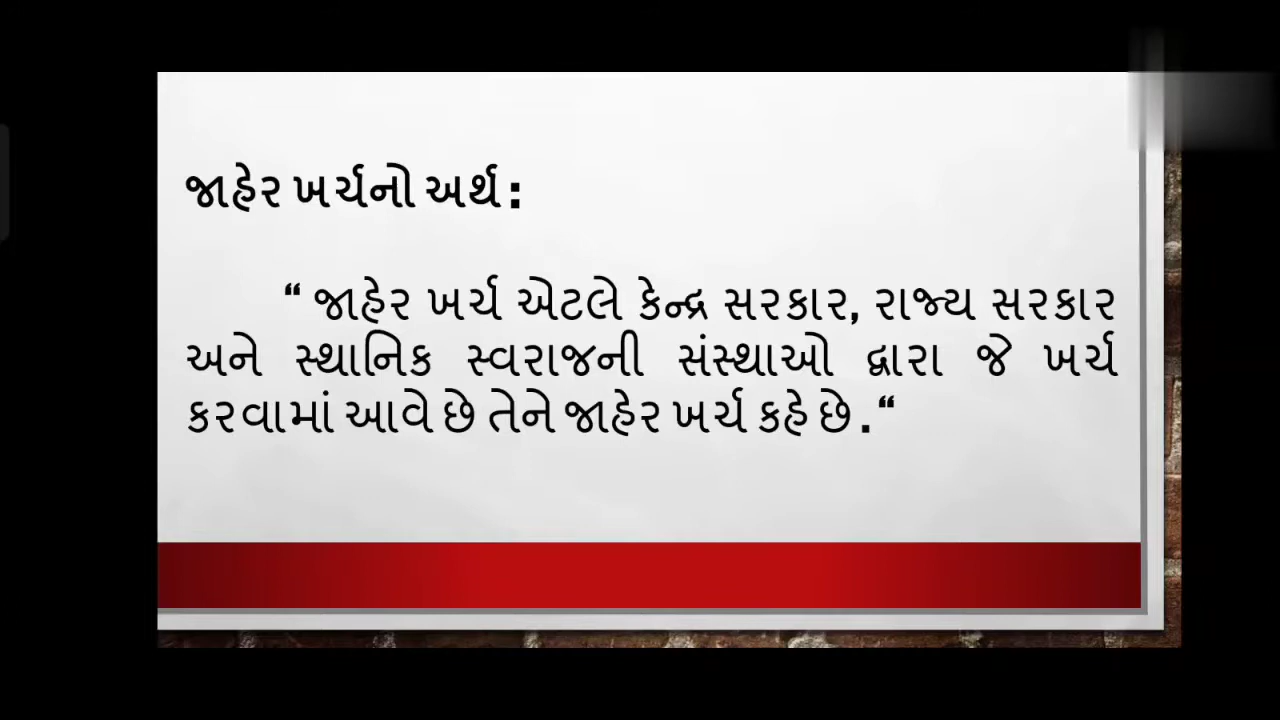 જાહેર ખર્ચનો અર્થ :
“ જાહેર ખર્ચ એટલે કેન્દ્ર સરકાર, રાજ્ય સરકાર
અને સ્થાનિક સ્વરાજની સંસ્થાઓ દ્વારા જે ખર્ચ
કરવામાં આવે છે તેને જાહેર ખર્ચ કહે છે . “